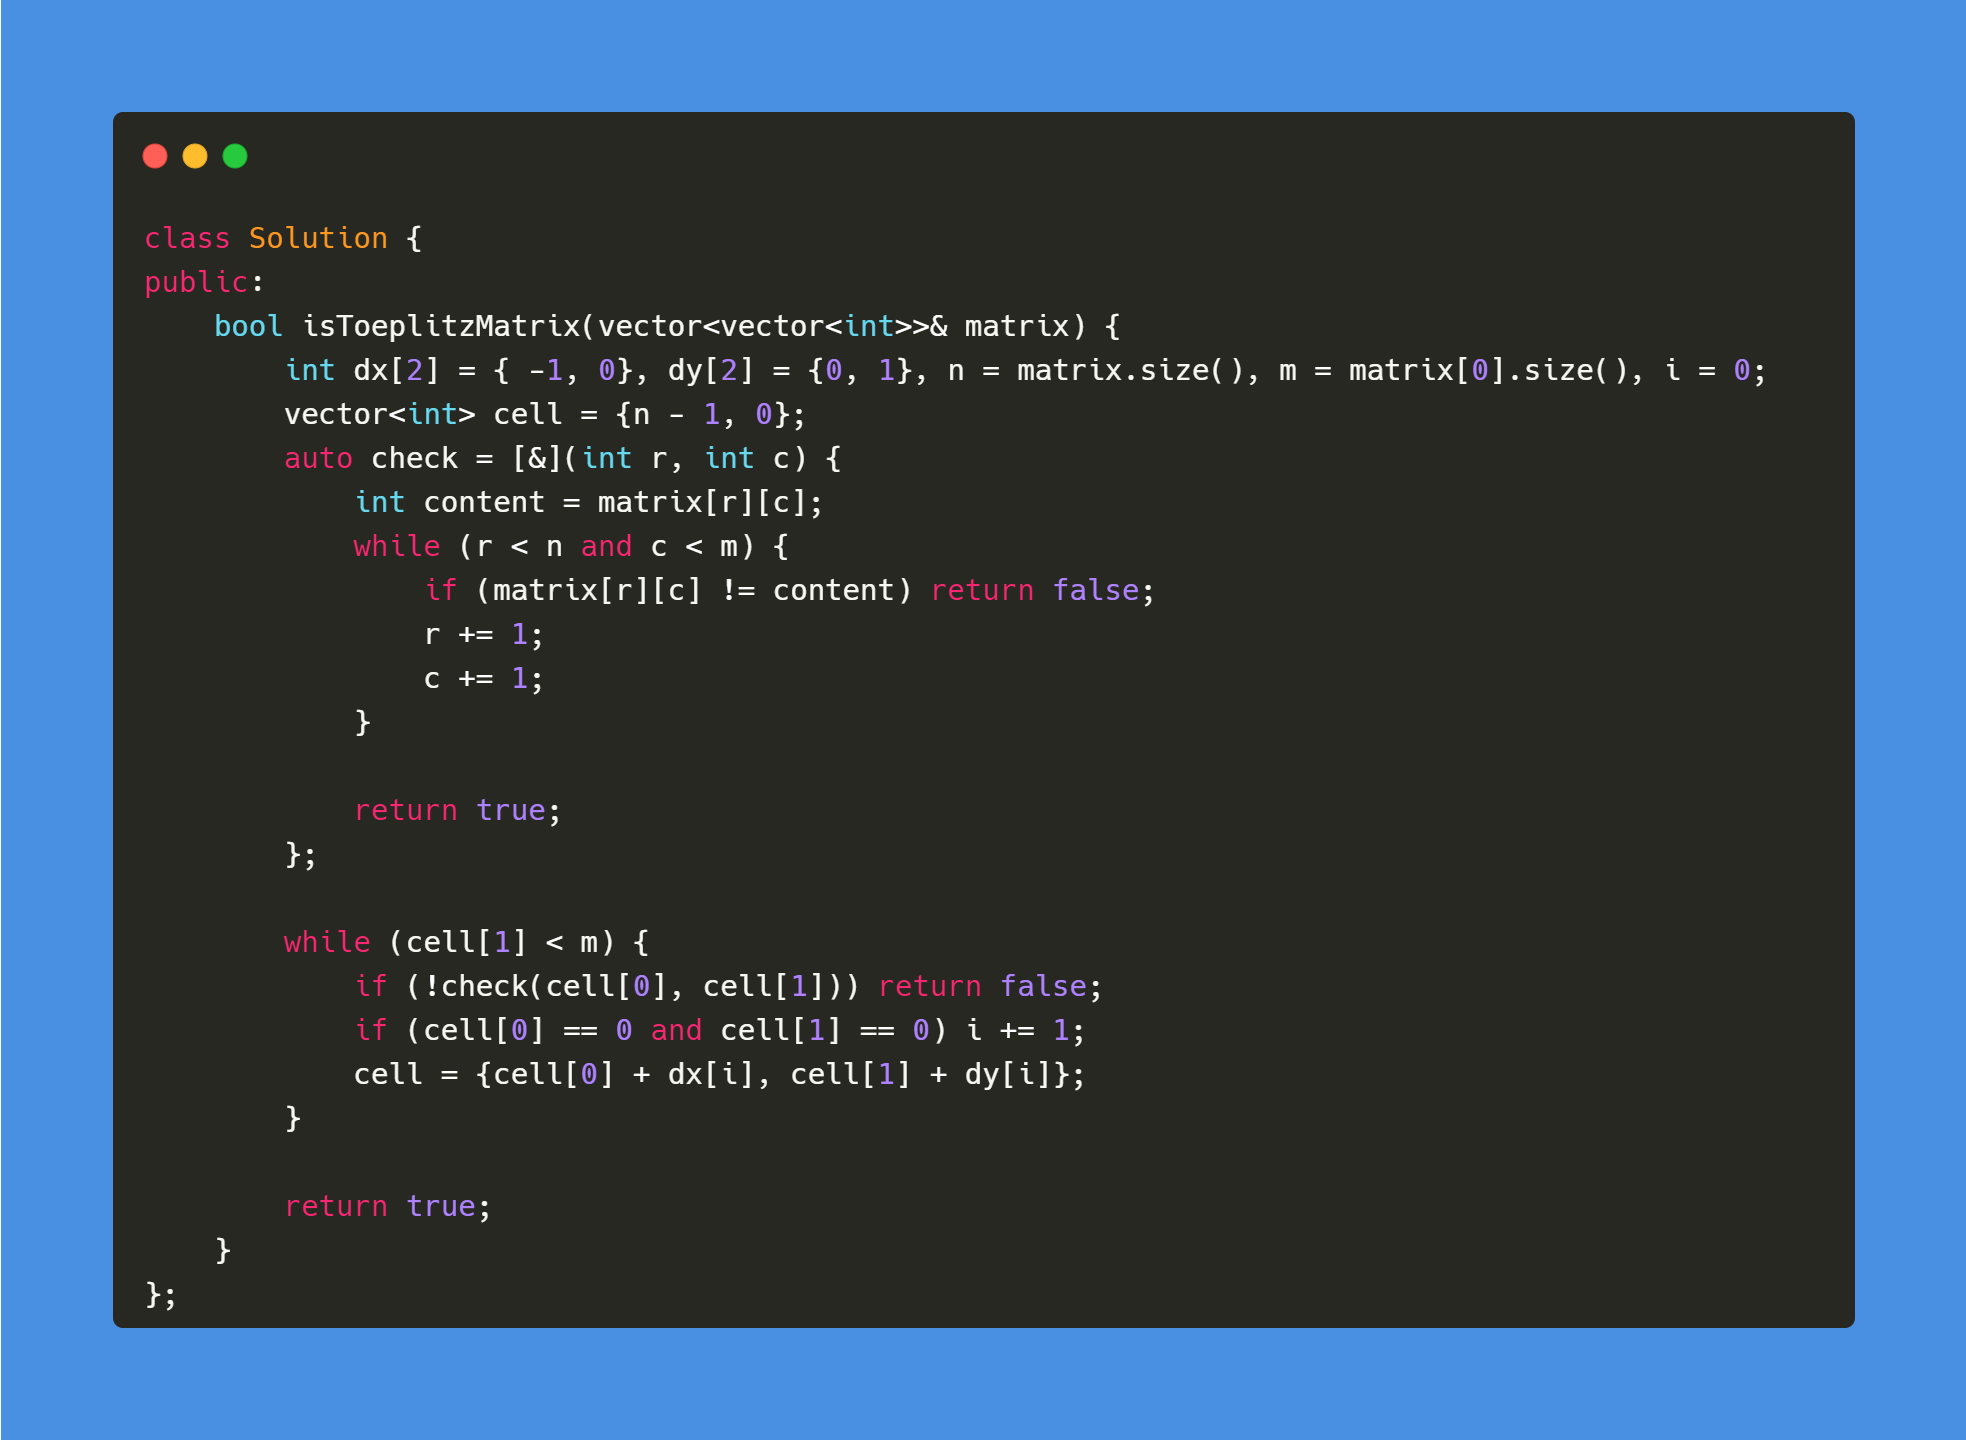 class Solution {
public:
    bool isToeplitzMatrix(vector<vector<int>>& matrix) {
        int dx[2] = { -1, 0}, dy[2] = {0, 1}, n = matrix.size(), m = matrix[0].size(), i = 0;
        vector<int> cell = {n - 1, 0};
        auto check = [&](int r, int c) {
            int content = matrix[r][c];
            while (r < n and c < m) {
                if (matrix[r][c] != content) return false;
                r += 1;
                c += 1;
            }
            return true;
        };
        while (cell[1] < m) {
            if (!check(cell[0], cell[1])) return false;
            if (cell[0] == 0 and cell[1] == 0) i += 1;
            cell = {cell[0] + dx[i], cell[1] + dy[i]};
        }
        return true;
    }
};